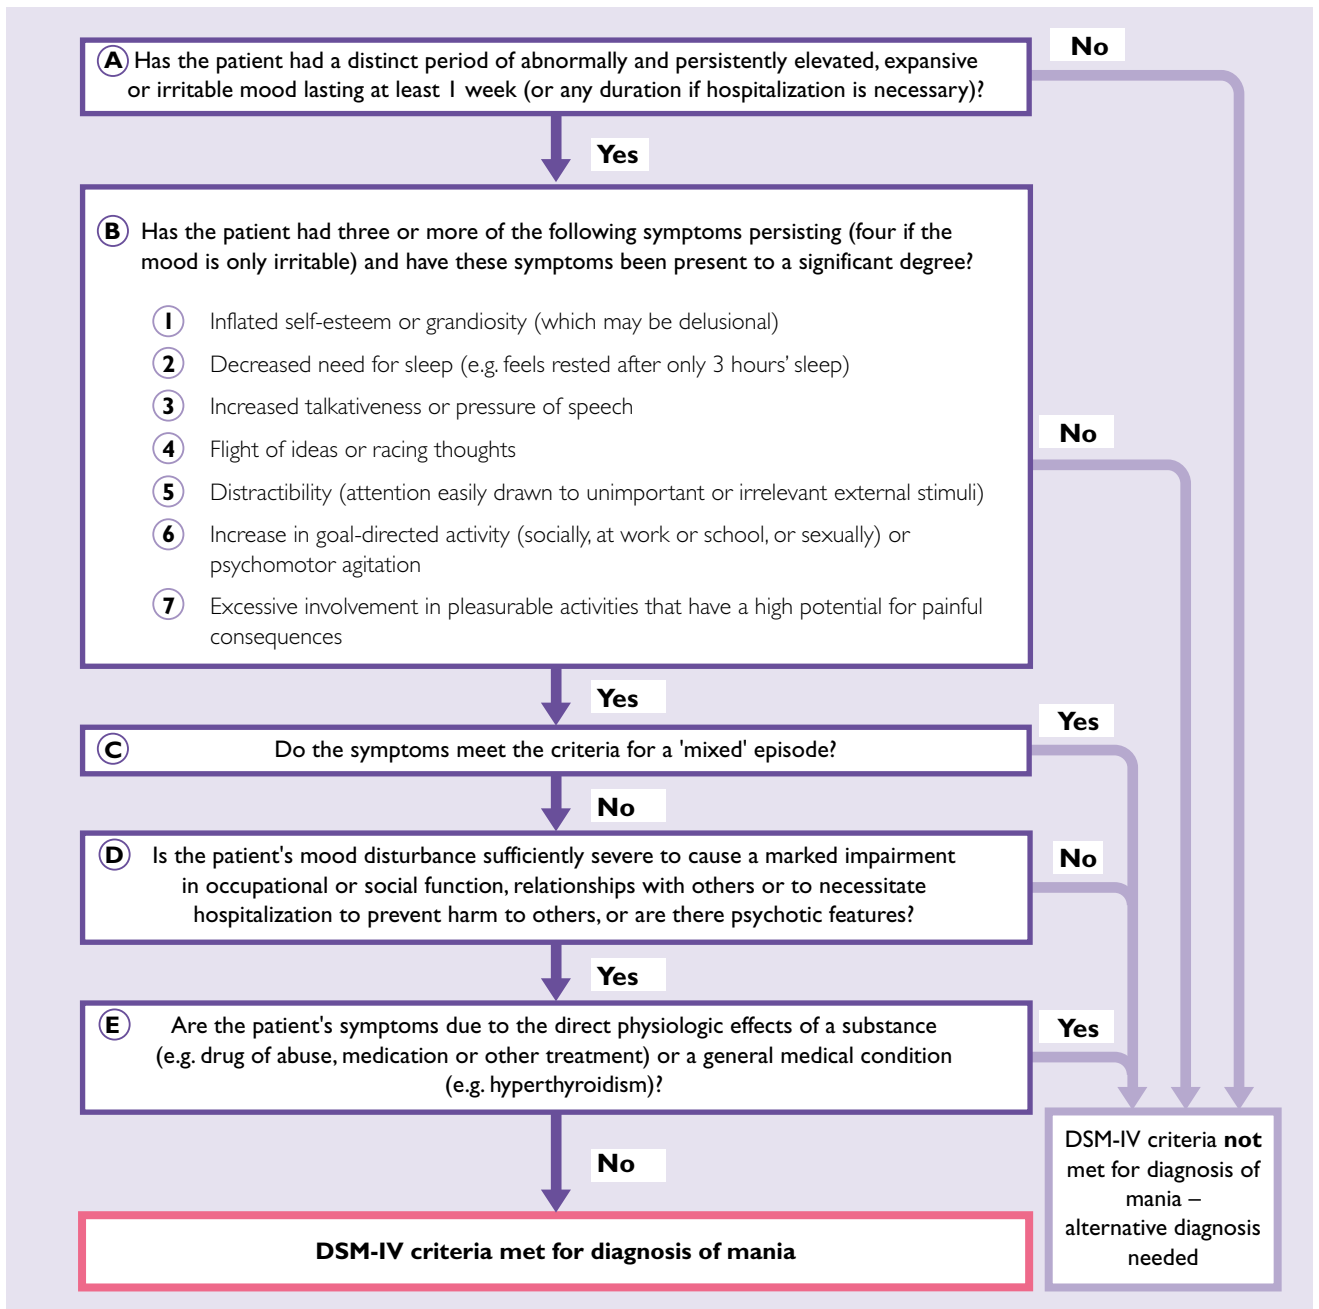 A Has the patient had a distinct period of abnormally and persistently elevated, expansive
or irritable mood lasting at least 1 week (or any duration if hospitalization is necessary)?
No
Yes
B Has the patient had three or more of the following symptoms persisting (four if the
mood is only irritable) and have these symptoms been present to a significant degree?
1 Inflated self-esteem or grandiosity (which may be delusional)
2 Decreased need for sleep (e.g. feels rested after only 3 hours' sleep)
3 Increased talkativeness or pressure of speech
4 Flight of ideas or racing thoughts
5 Distractibility (attention easily drawn to unimportant or irrelevant external stimuli)
6 Increase in goal-directed activity (socially, at work or school, or sexually) or
psychomotor agitation
7 Excessive involvement in pleasurable activities that have a high potential for painful
consequences
No
Yes
C Do the symptoms meet the criteria for a 'mixed' episode?
Yes
No
D Is the patient's mood disturbance sufficiently severe to cause a marked impairment
in occupational or social function, relationships with others or to necessitate
hospitalization to prevent harm to others, or are there psychotic features?
No
Yes
E Are the patient's symptoms due to the direct physiologic effects of a substance
(e.g. drug of abuse, medication or other treatment) or a general medical condition
(e.g. hyperthyroidism)?
Yes
No
DSM-IV criteria met for diagnosis of mania
DSM-IV criteria not
met for diagnosis of
mania –
alternative diagnosis
needed